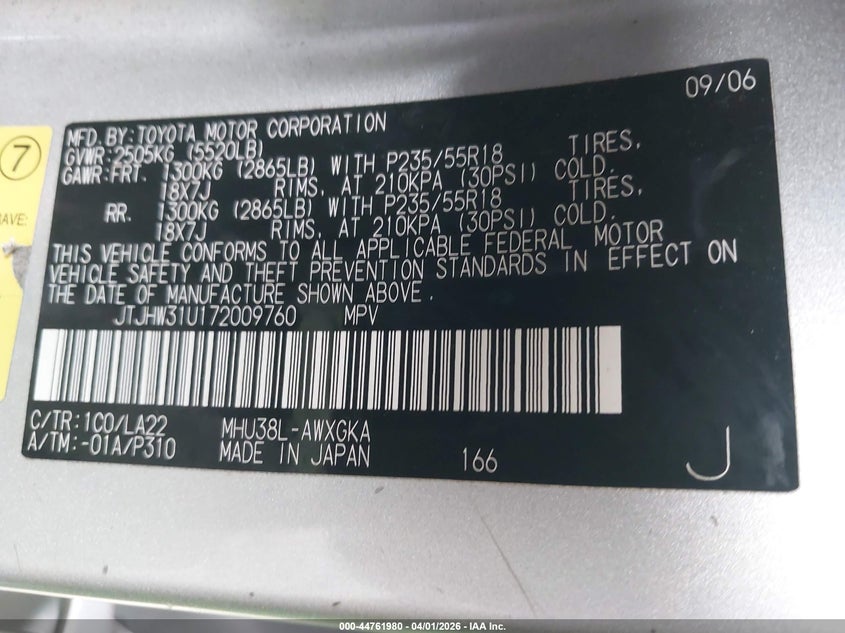 09/06
MFD. BY: TOYOTA MOTOR CORPORATION
GVWR: 2505KG (5520LB)
GAWR: FRT. 1300KG (2865LB) WITH P235/55R18 TIRES,
18X7J RIMS, AT 210KPA (30PSI) COLD.
RR. 1300KG (2865LB) WITH P235/55R18 TIRES,
18X7J RIMS, AT 210KPA (30PSI) COLD.
THIS VEHICLE CONFORMS TO ALL APPLICABLE FEDERAL MOTOR
VEHICLE SAFETY AND THEFT PREVENTION STANDARDS IN EFFECT ON
THE DATE OF MANUFACTURE SHOWN ABOVE.
JTJHW31U172009760 MPV
C/TR: 1C0/LA22 MHU38L-AWXGKA
A/TM: -01A/P310 MADE IN JAPAN 166 J
7
AVE:
000-44761980 - 04/01/2026 - IAA Inc.